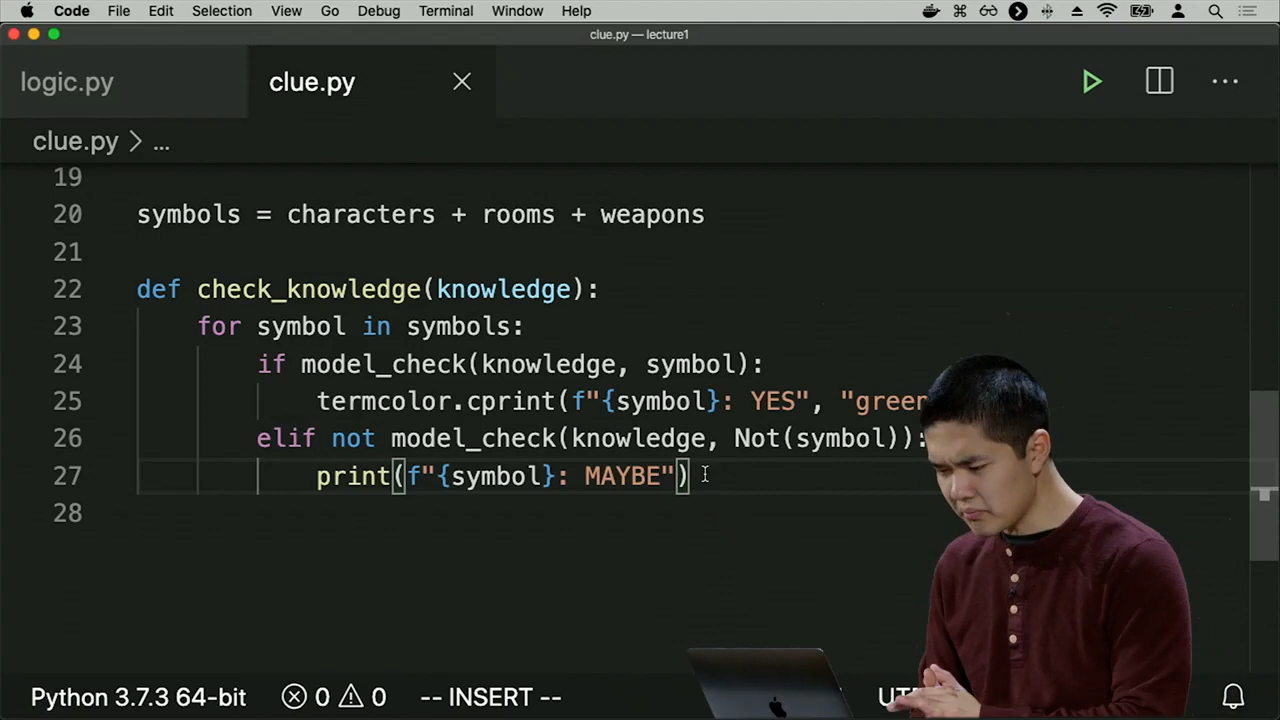 Code File Edit Selection View Go Debug Terminal Window Help
clue.py — lecture1
logic.py clue.py
clue.py > ...
19
20 symbols = characters + rooms + weapons
21
22 def check_knowledge(knowledge):
23 for symbol in symbols:
24 if model_check(knowledge, symbol):
25 termcolor.cprint(f"{symbol}: YES", "green
26 elif not model_check(knowledge, Not(symbol)):
27 print(f"{symbol}: MAYBE")
28
Python 3.7.3 64-bit 0 0 -- INSERT --